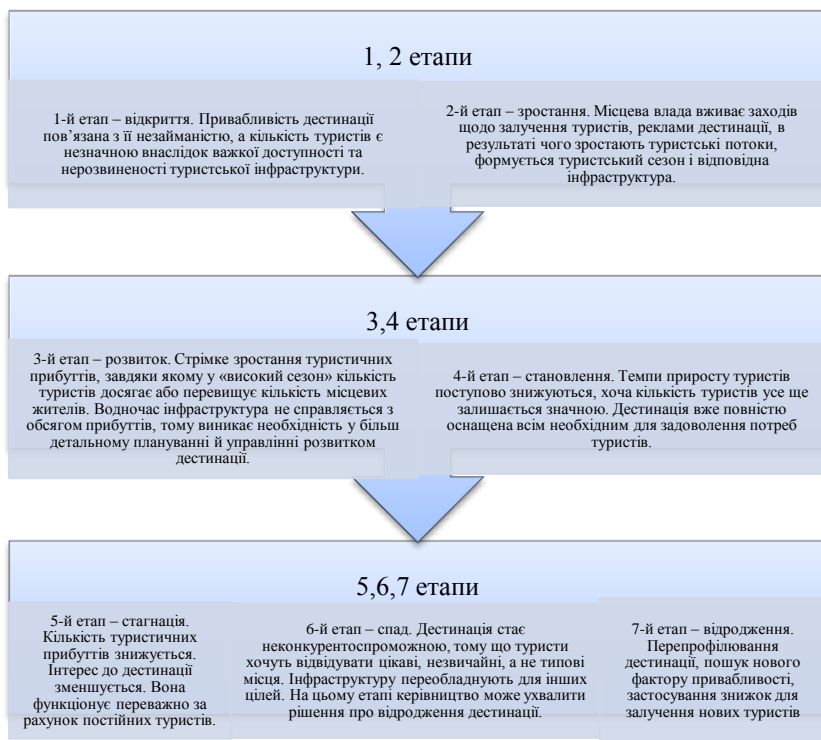 1, 2 етапи
1-й етап – відкриття. Привабливість дестинації
пов’язана з її незайманістю, а кількість туристів є
незначною внаслідок важкої доступності та
нерозвиненості туристської інфраструктури.
2-й етап – зростання. Місцева влада вживає заходів
щодо залучення туристів, реклами дестинації, в
результаті чого зростають туристські потоки,
формується туристський сезон і відповідна
інфраструктура.
3,4 етапи
3-й етап – розвиток. Стрімке зростання туристичних
прибуттів, завдяки якому у «високий сезон» кількість
туристів досягає або перевищує кількість місцевих
жителів. Водночас інфраструктура не справляється з
обсягом прибуттів, тому виникає необхідність у більш
детальному плануванні й управлінні розвитком
дестинації.
4-й етап – становлення. Темпи приросту туристів
поступово знижуються, хоча кількість туристів усе ще
залишається значною. Дестинація вже повністю
оснащена всім необхідним для задоволення потреб
туристів.
5,6,7 етапи
5-й етап – стагнація.
Кількість туристичних
прибуттів знижується.
Інтерес до дестинації
зменшується. Вона
функціонує переважно за
рахунок постійних туристів.
6-й етап – спад. Дестинація стає
неконкурентоспроможною, тому що туристи
хочуть відвідувати цікаві, незвичайні, а не типові
місця. Інфраструктуру переобладнують для інших
цілей. На цьому етапі керівництво може ухвалити
рішення про відродження дестинації.
7-й етап – відродження.
Перепрофілювання
дестинації, пошук нового
фактору привабливості,
застосування знижок для
залучення нових туристів